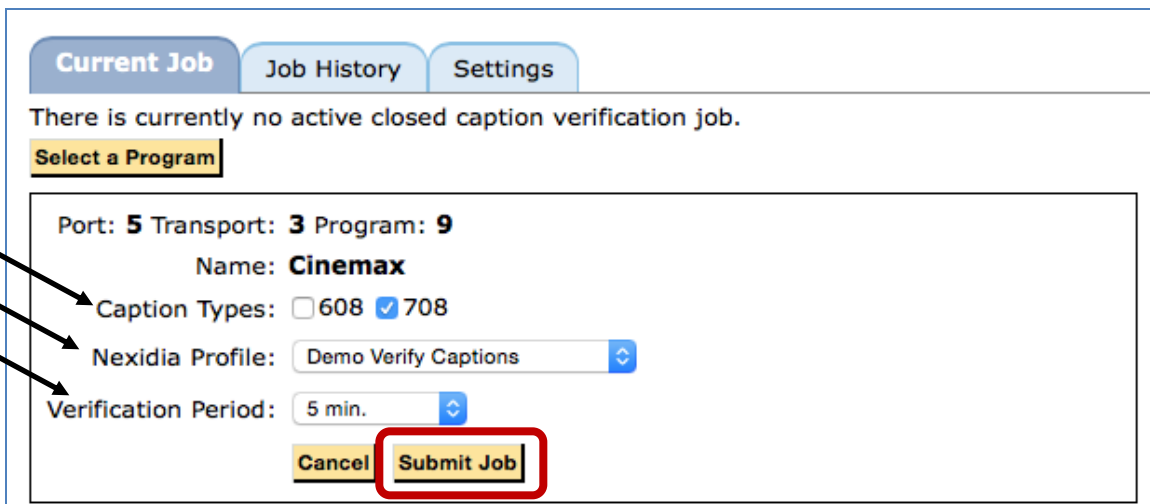 Current Job Job History Settings
There is currently no active closed caption verification job.
Select a Program
Port: 5 Transport: 3 Program: 9
Name: Cinemax
Caption Types: 608 708
Nexidia Profile: Demo Verify Captions
Verification Period: 5 min.
Cancel Submit Job